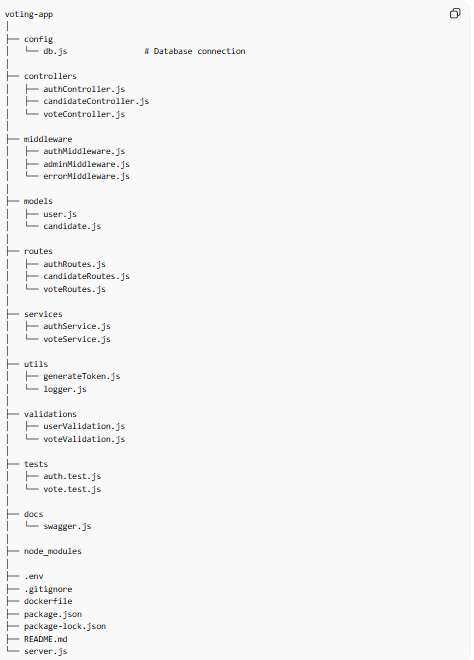 voting-app
│
├── config
│   └── db.js                # Database connection
│
├── controllers
│   ├── authController.js
│   ├── candidateController.js
│   └── voteController.js
│
├── middleware
│   ├── authMiddleware.js
│   ├── adminMiddleware.js
│   └── errorMiddleware.js
│
├── models
│   ├── user.js
│   └── candidate.js
│
├── routes
│   ├── authRoutes.js
│   ├── candidateRoutes.js
│   └── voteRoutes.js
│
├── services
│   ├── authService.js
│   └── voteService.js
│
├── utils
│   ├── generateToken.js
│   └── logger.js
│
├── validations
│   ├── userValidation.js
│   └── voteValidation.js
│
├── tests
│   ├── auth.test.js
│   └── vote.test.js
│
├── docs
│   └── swagger.js
│
├── node_modules
│
├── .env
├── .gitignore
├── dockerfile
├── package.json
├── package-lock.json
├── README.md
└── server.js